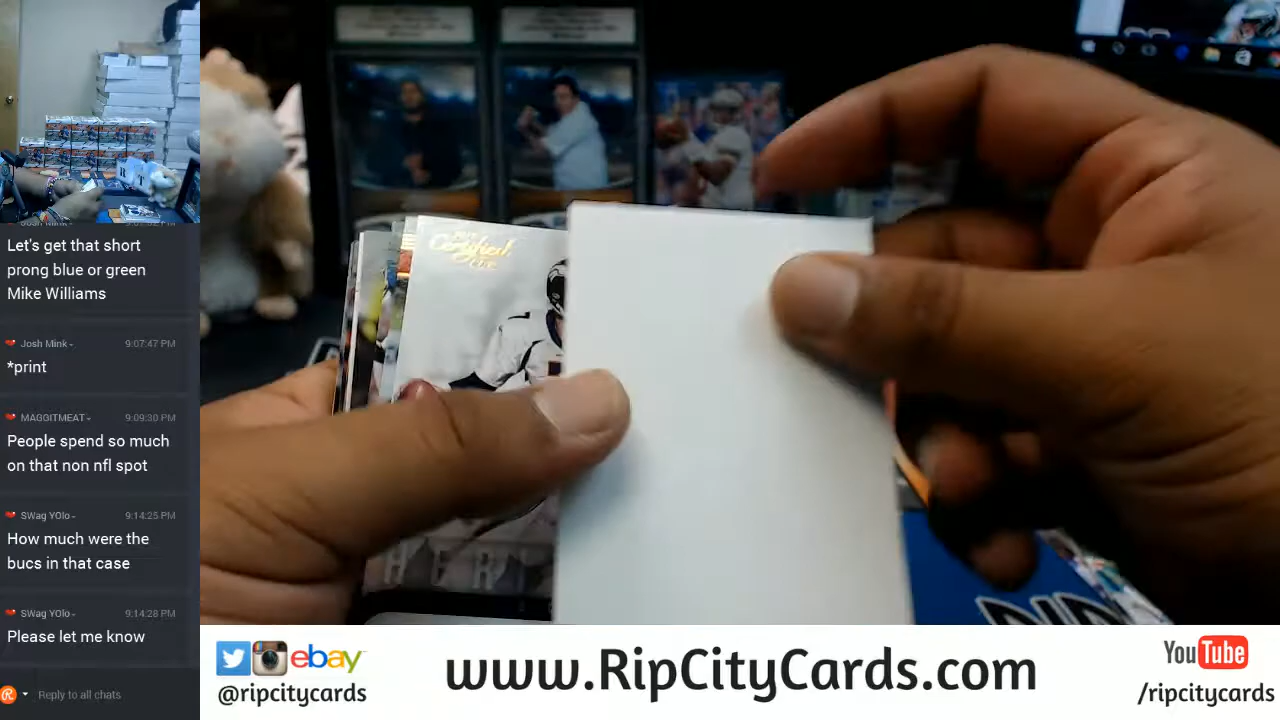 Let's get that short
prong blue or green
Mike Williams
Josh Mink 9:07:47 PM
*print
MAGGITMEAT 9:09:30 PM
People spend so much
on that non nfl spot
SWag YOlo 9:14:25 PM
How much were the
bucs in that case
SWag YOlo 9:14:28 PM
Please let me know
Reply to all chats
Certified
ebay
@ripcitycards
www.RipCityCards.com
YouTube
/ripcitycards